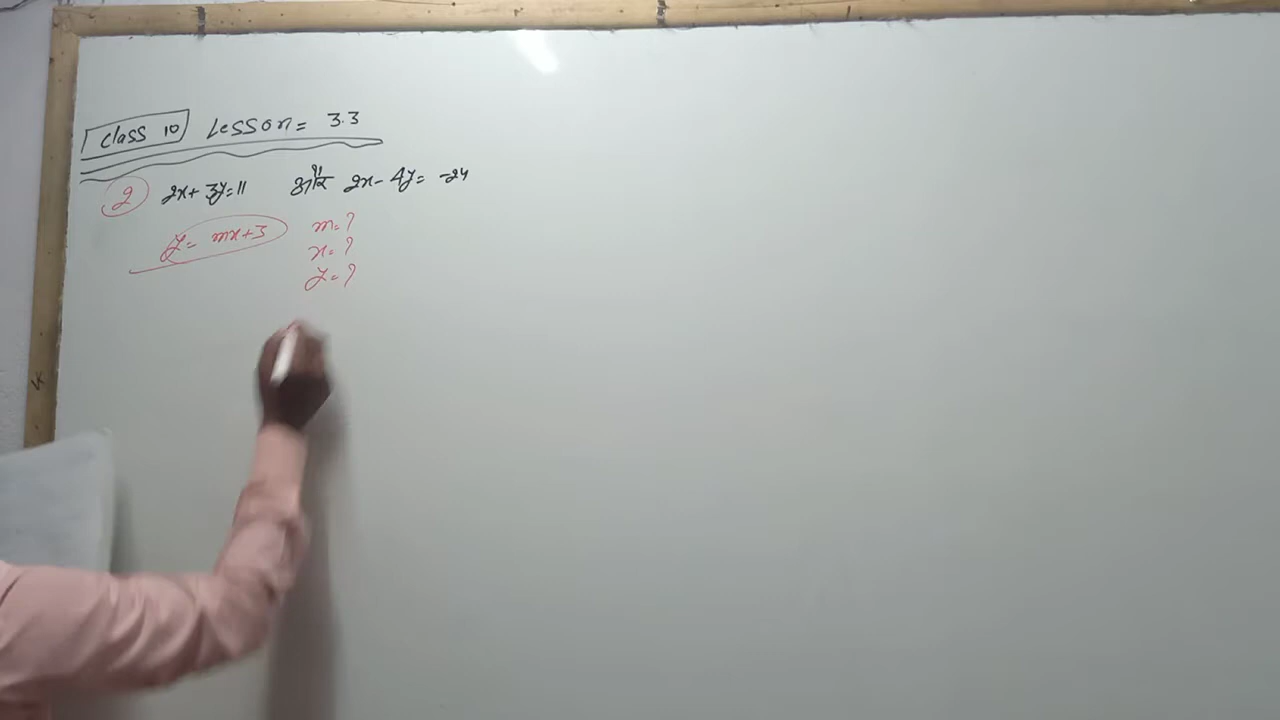 Class 10 Lesson = 3.3
2 2x + 3y = 11 और 2x - 4y = -24
y = mx + 3 m = ?
x = ?
y = ?